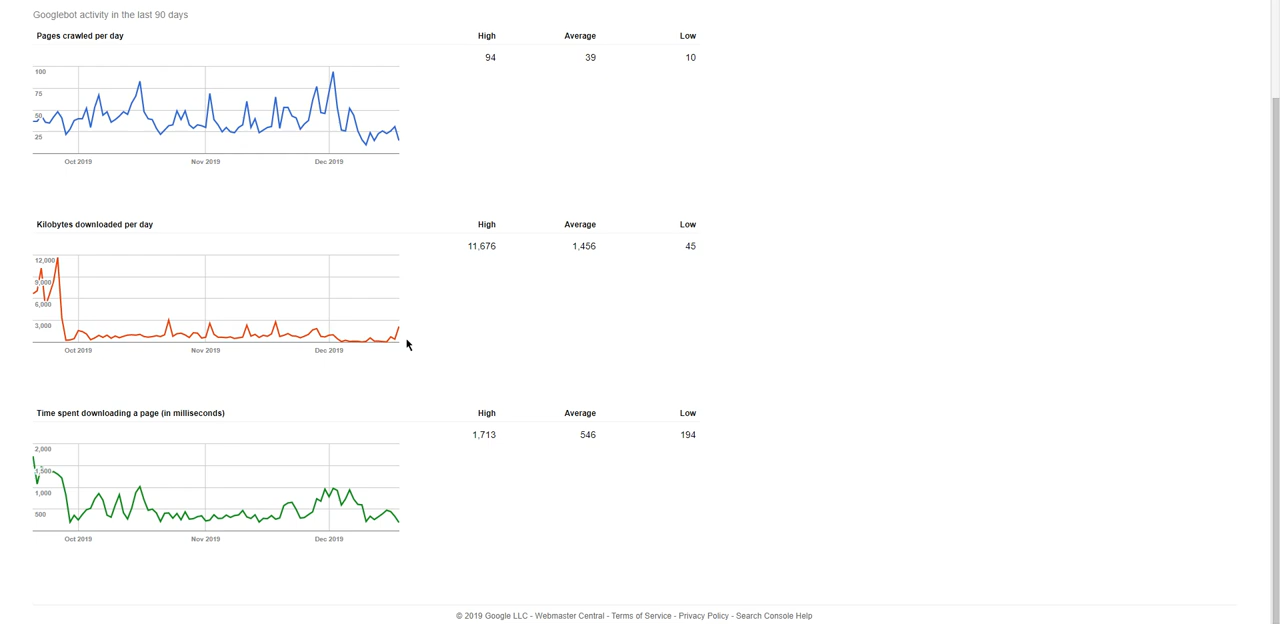 Googlebot activity in the last 90 days
Pages crawled per day High Average Low
94 39 10
100
75
50
25
Oct 2019 Nov 2019 Dec 2019
Kilobytes downloaded per day High Average Low
11,676 1,456 45
12,000
9,000
6,000
3,000
Oct 2019 Nov 2019 Dec 2019
Time spent downloading a page (in milliseconds) High Average Low
1,713 546 194
2,000
1,500
1,000
500
Oct 2019 Nov 2019 Dec 2019
© 2019 Google LLC - Webmaster Central - Terms of Service - Privacy Policy - Search Console Help